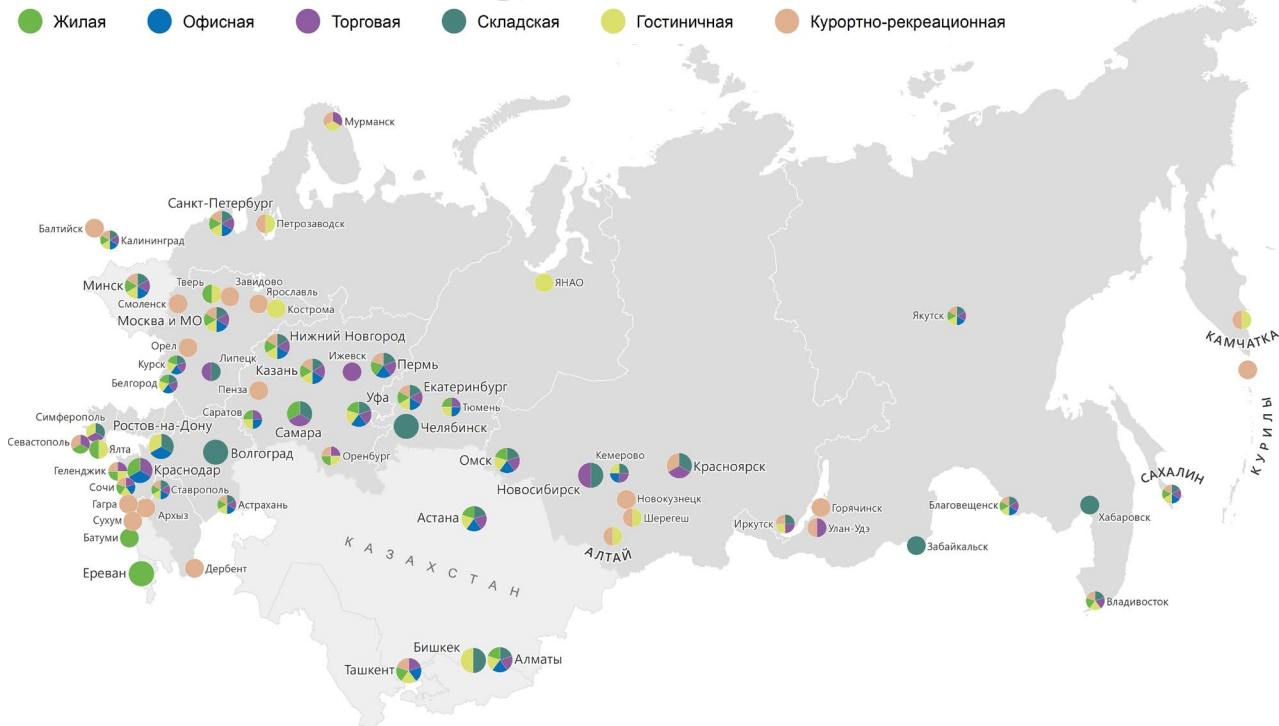 Жилая
Офисная
Торговая
Складская
Гостиничная
Курортно-рекреационная
Мурманск
Санкт-Петербург
Петрозаводск
Балтийск
Калининград
Минск
Тверь
Завидово
ЯНАО
Смоленск
Ярославль
Кострома
Москва и МО
Якутск
КАМЧАТКА
Нижний Новгород
Орёл
Липецк
Ижевск
Курск
Казань
Пермь
Белгород
Пенза
Уфа
Екатеринбург
Тюмень
Саратов
Симферополь
Ростов-на-Дону
Самара
Челябинск
КУРИЛЫ
Севастополь
Ялта
Волгоград
Оренбург
Омск
Кемерово
Геленджик
Краснодар
Красноярск
САХАЛИН
Сочи
Ставрополь
Новосибирск
Новокузнецк
Гагра
Архыз
Астрахань
Горячинск
Благовещенск
Сухум
Астана
Шерегеш
Иркутск
Улан-Удэ
Хабаровск
Батуми
КАЗАХСТАН
АЛТАЙ
Забайкальск
Ереван
Дербент
Владивосток
Бишкек
Ташкент
Алматы